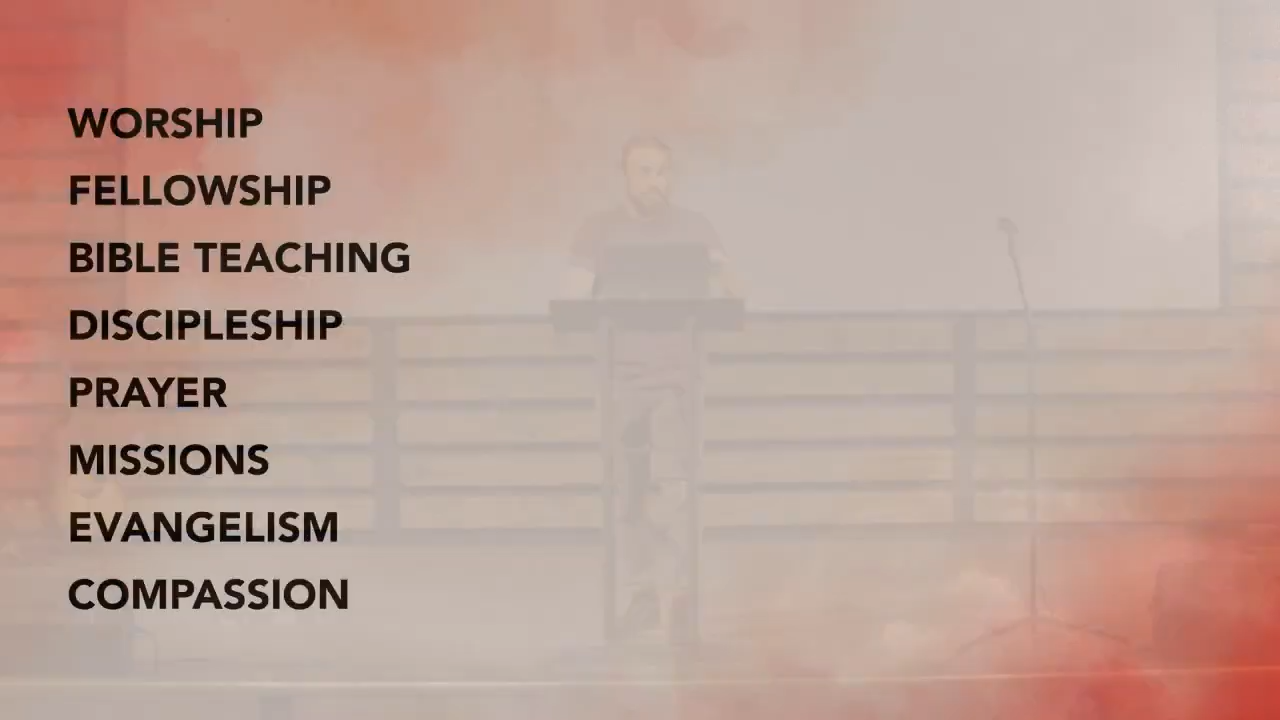 WORSHIP
FELLOWSHIP
BIBLE TEACHING
DISCIPLESHIP
PRAYER
MISSIONS
EVANGELISM
COMPASSION